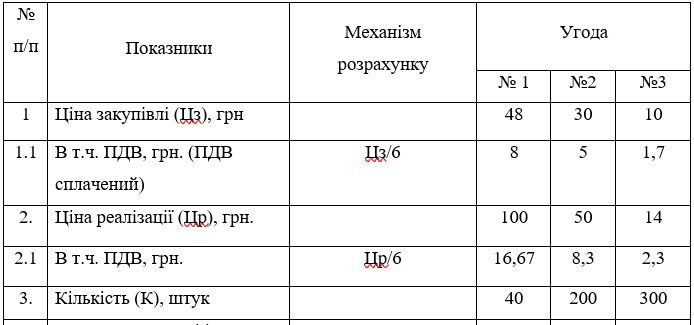 № п/п Показники Механізм розрахунку Угода
№ 1 №2 №3
1 Ціна закупівлі (Цз), грн 48 30 10
1.1 В т.ч. ПДВ, грн. (ПДВ сплачений) Цз/6 8 5 1,7
2. Ціна реалізації (Цр), грн. 100 50 14
2.1 В т.ч. ПДВ, грн. Цр/6 16,67 8,3 2,3
3. Кількість (К), штук 40 200 300